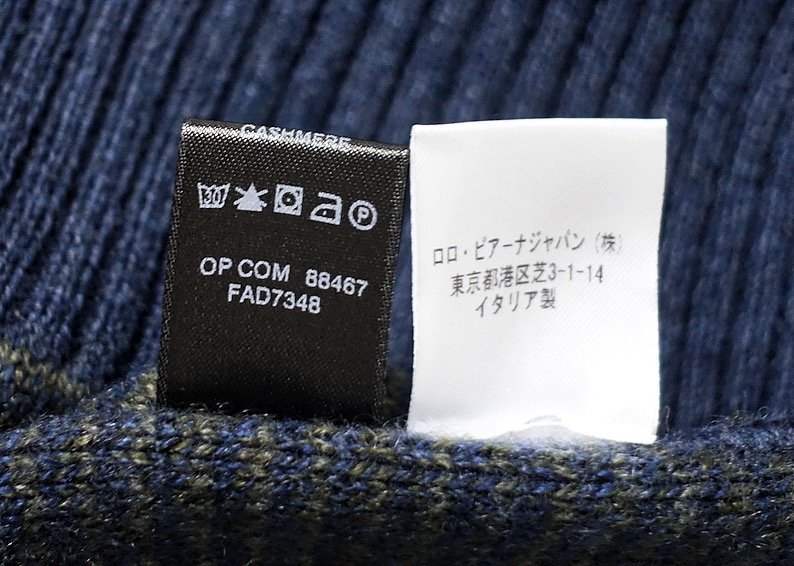 CASHMERE
30
P
OP COM 88467
FAD7348
ロロ・ピアーナジャパン(株)
東京都港区芝3-1-14
イタリア製